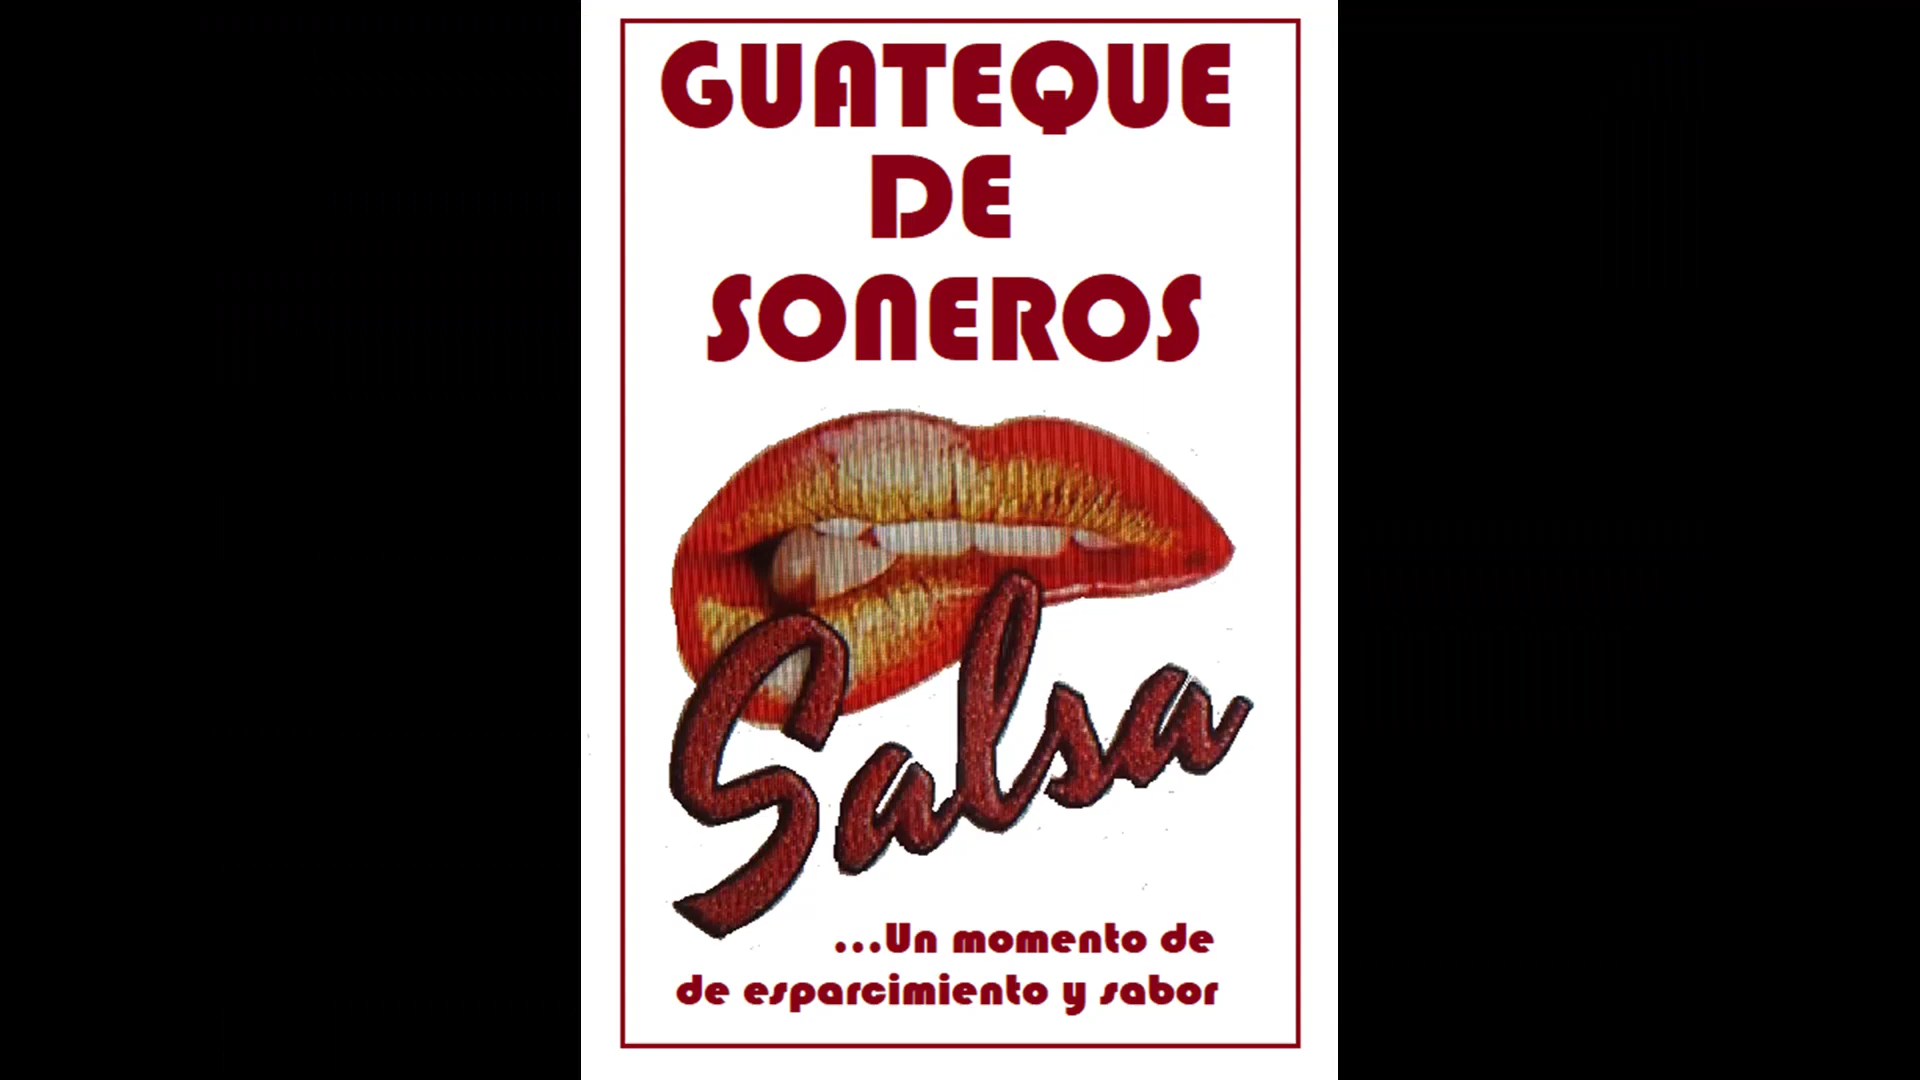 GUATEQUE
DE
SONEROS
Salsa
...Un momento de
de esparcimiento y sabor